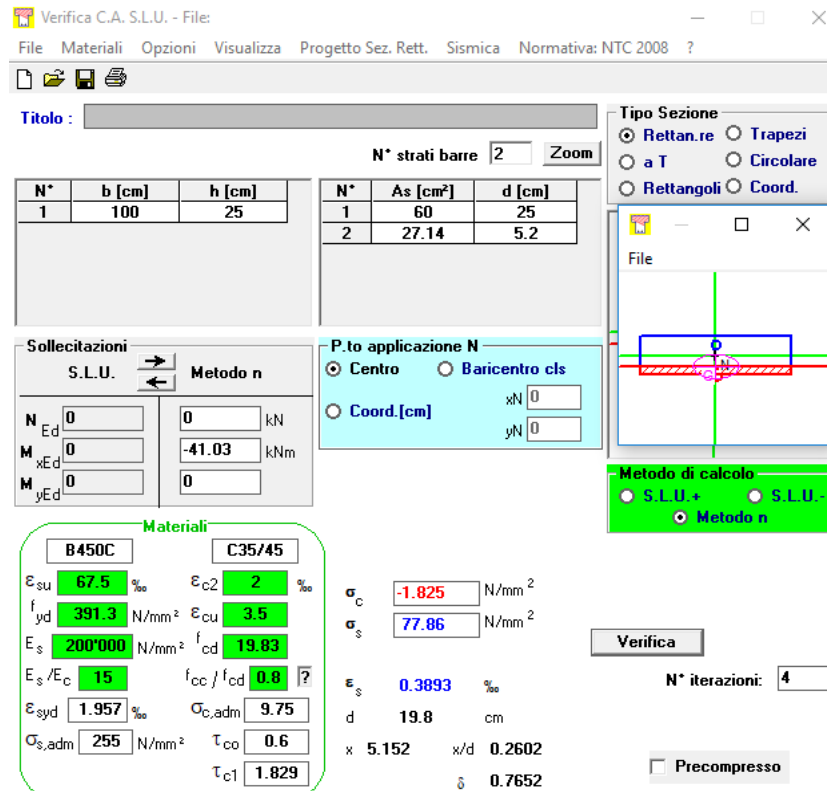 Verifica C.A. S.L.U. - File:
File Materiali Opzioni Visualizza Progetto Sez. Rett. Sismica Normativa: NTC 2008 ?
Titolo :
N° strati barre 2 Zoom
Tipo Sezione
Rettan.re Trapezi
a T Circolare
Rettangoli Coord.
N° b [cm] h [cm]
1 100 25
N° As [cm²] d [cm]
1 60 25
2 27.14 5.2
File
N
G
Sollecitazioni
S.L.U. Metodo n
N Ed 0 0 kN
M xEd 0 -41.03 kNm
M yEd 0 0
P.to applicazione N
Centro Baricentro cls
Coord.[cm] xN 0
yN 0
Metodo di calcolo
S.L.U.+ S.L.U.-
Metodo n
Materiali
B450C C35/45
εsu 67.5 ‰ εc2 2 ‰
fyd 391.3 N/mm² εcu 3.5
Es 200'000 N/mm² fcd 19.83
Es/Ec 15 fcc / fcd 0.8 ?
εsyd 1.957 ‰ σc,adm 9.75
σs,adm 255 N/mm² τco 0.6
τc1 1.829
σc -1.825 N/mm²
σs 77.86 N/mm²
εs 0.3893 ‰
d 19.8 cm
x 5.152 x/d 0.2602
δ 0.7652
Verifica
N° iterazioni: 4
Precompresso